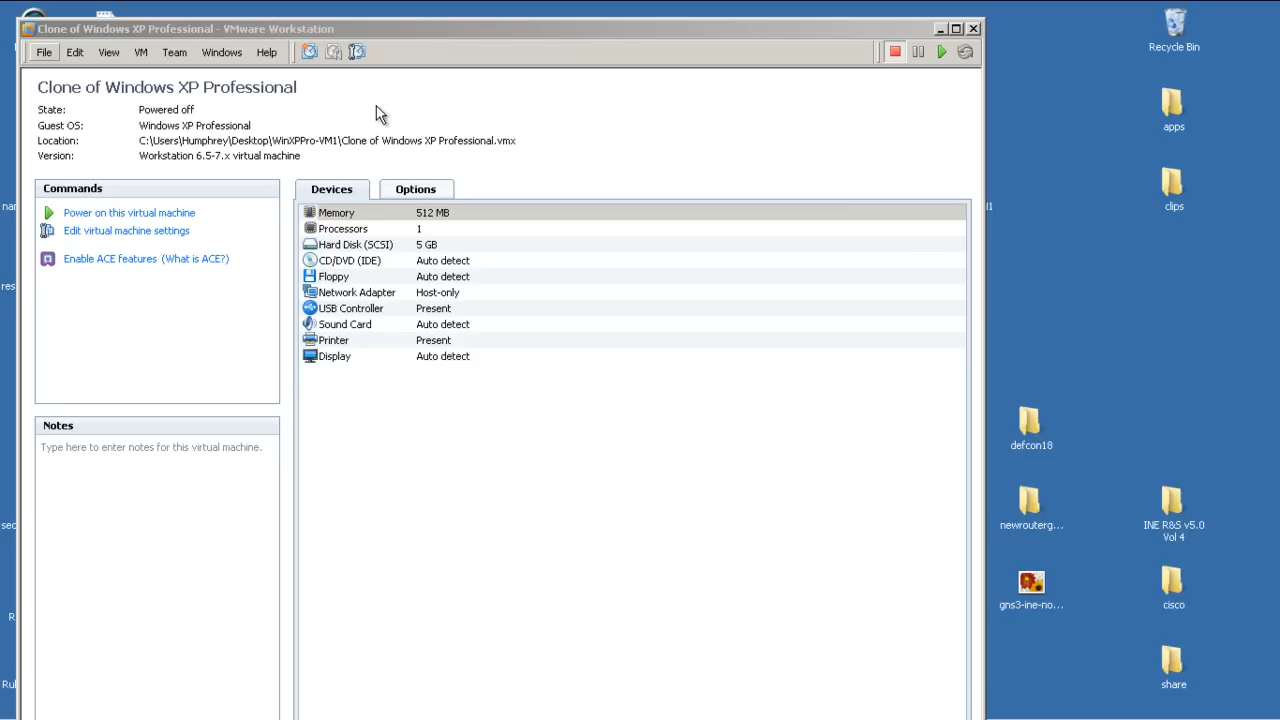 Clone of Windows XP Professional - VMware Workstation
File Edit View VM Team Windows Help
Clone of Windows XP Professional
State: Powered off
Guest OS: Windows XP Professional
Location: C:\Users\Humphrey\Desktop\WinXPPro-VM1\Clone of Windows XP Professional.vmx
Version: Workstation 6.5-7.x virtual machine
Commands
Power on this virtual machine
Edit virtual machine settings
Enable ACE features (What is ACE?)
Notes
Type here to enter notes for this virtual machine.
Devices Options
Memory 512 MB
Processors 1
Hard Disk (SCSI) 5 GB
CD/DVD (IDE) Auto detect
Floppy Auto detect
Network Adapter Host-only
USB Controller Present
Sound Card Auto detect
Printer Present
Display Auto detect
Recycle Bin
apps
clips
defcon18
newrouterg...
INE R&S v5.0
Vol 4
gns3-ine-no...
cisco
share